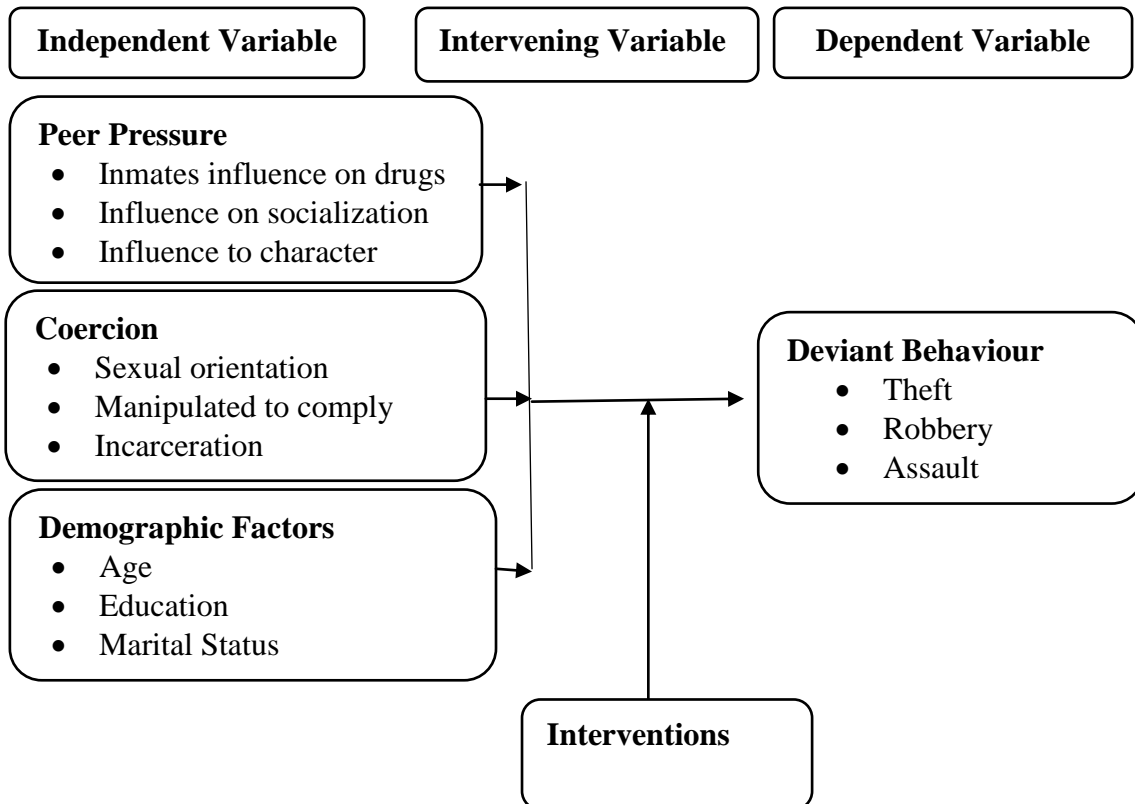 Independent Variable
Intervening Variable
Dependent Variable
Peer Pressure
• Inmates influence on drugs
• Influence on socialization
• Influence to character
Coercion
• Sexual orientation
• Manipulated to comply
• Incarceration
Demographic Factors
• Age
• Education
• Marital Status
Deviant Behaviour
• Theft
• Robbery
• Assault
Interventions